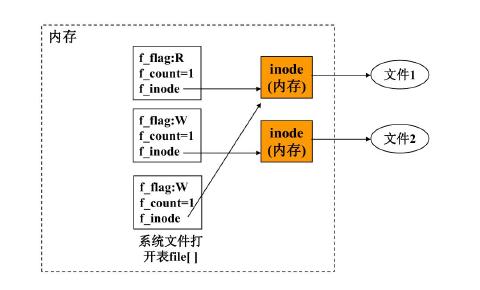 内存
f_flag:R
f_count=1
f_inode
inode
(内存)
文件1
f_flag:W
f_count=1
f_inode
inode
(内存)
文件2
f_flag:W
f_count=1
f_inode
系统文件打
开表file[ ]